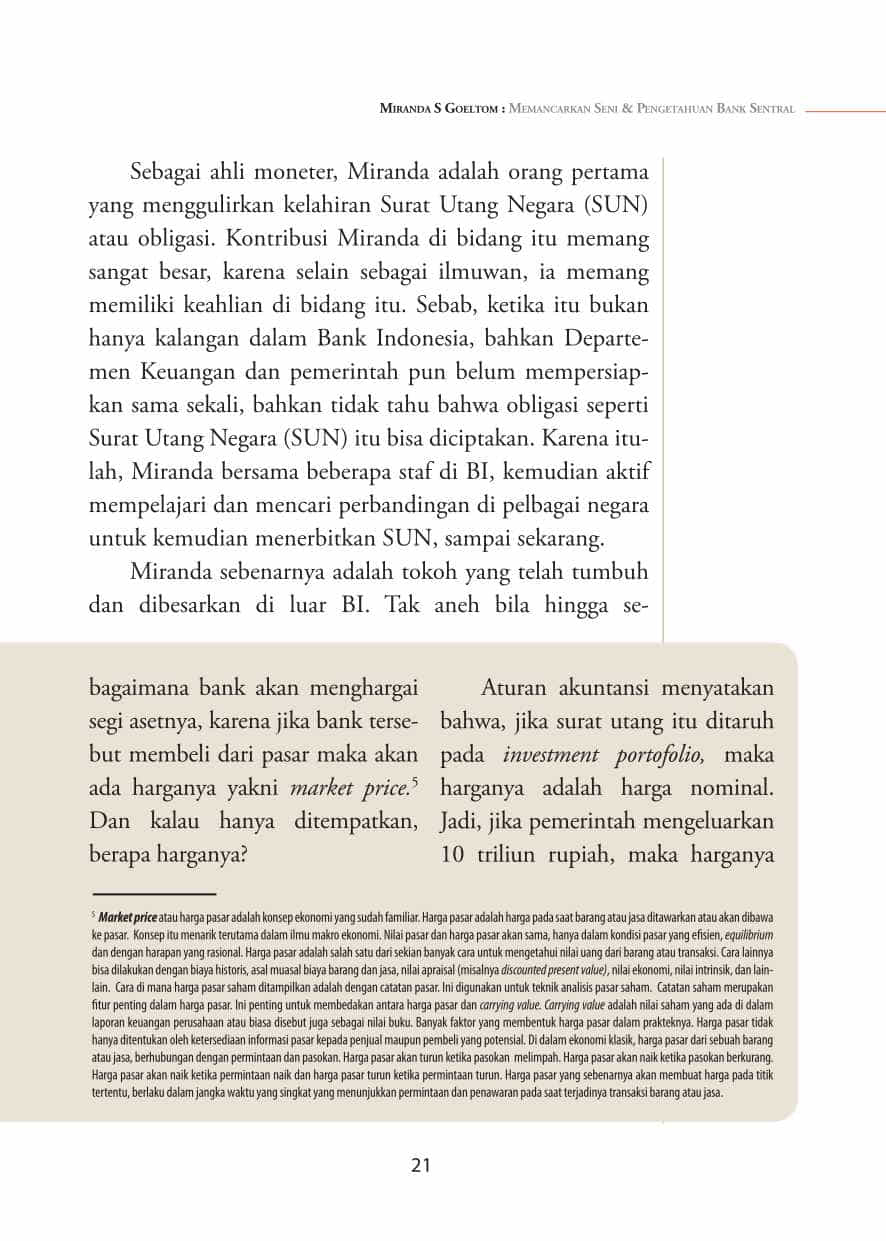 MIRANDA S GOELTOM : MEMANCARKAN SENI & PENGETAHUAN BANK SENTRAL
Sebagai ahli moneter, Miranda adalah orang pertama
yang menggulirkan kelahiran Surat Utang Negara (SUN)
atau obligasi. Kontribusi Miranda di bidang itu memang
sangat besar, karena selain sebagai ilmuwan, ia memang
memiliki keahlian di bidang itu. Sebab, ketika itu bukan
hanya kalangan dalam Bank Indonesia, bahkan Departe-
men Keuangan dan pemerintah pun belum mempersiap-
kan sama sekali, bahkan tidak tahu bahwa obligasi seperti
Surat Utang Negara (SUN) itu bisa diciptakan. Karena itu-
lah, Miranda bersama beberapa staf di BI, kemudian aktif
mempelajari dan mencari perbandingan di pelbagai negara
untuk kemudian menerbitkan SUN, sampai sekarang.
Miranda sebenarnya adalah tokoh yang telah tumbuh
dan dibesarkan di luar BI. Tak aneh bila hingga se-
bagaimana bank akan menghargai
segi asetnya, karena jika bank terse-
but membeli dari pasar maka akan
ada harganya yakni market price.5
Dan kalau hanya ditempatkan,
berapa harganya?
Aturan akuntansi menyatakan
bahwa, jika surat utang itu ditaruh
pada investment portofolio, maka
harganya adalah harga nominal.
Jadi, jika pemerintah mengeluarkan
10 triliun rupiah, maka harganya
5 Market price atau harga pasar adalah konsep ekonomi yang sudah familiar. Harga pasar adalah harga pada saat barang atau jasa ditawarkan atau akan dibawa
ke pasar. Konsep itu menarik terutama dalam ilmu makro ekonomi. Nilai pasar dan harga pasar akan sama, hanya dalam kondisi pasar yang efisien, equilibrium
dan dengan harapan yang rasional. Harga pasar adalah salah satu dari sekian banyak cara untuk mengetahui nilai uang dari barang atau transaksi. Cara lainnya
bisa dilakukan dengan biaya historis, asal muasal biaya barang dan jasa, nilai apraisal (misalnya discounted present value), nilai ekonomi, nilai intrinsik, dan lain-
lain. Cara di mana harga pasar saham ditampilkan adalah dengan catatan pasar. Ini digunakan untuk teknik analisis pasar saham. Catatan saham merupakan
fitur penting dalam harga pasar. Ini penting untuk membedakan antara harga pasar dan carrying value. Carrying value adalah nilai saham yang ada di dalam
laporan keuangan perusahaan atau biasa disebut juga sebagai nilai buku. Banyak faktor yang membentuk harga pasar dalam prakteknya. Harga pasar tidak
hanya ditentukan oleh ketersediaan informasi pasar kepada penjual maupun pembeli yang potensial. Di dalam ekonomi klasik, harga pasar dari sebuah barang
atau jasa, berhubungan dengan permintaan dan pasokan. Harga pasar akan turun ketika pasokan melimpah. Harga pasar akan naik ketika pasokan berkurang.
Harga pasar akan naik ketika permintaan naik dan harga pasar turun ketika permintaan turun. Harga pasar yang sebenarnya akan membuat harga pada titik
tertentu, berlaku dalam jangka waktu yang singkat yang menunjukkan permintaan dan penawaran pada saat terjadinya transaksi barang atau jasa.
21